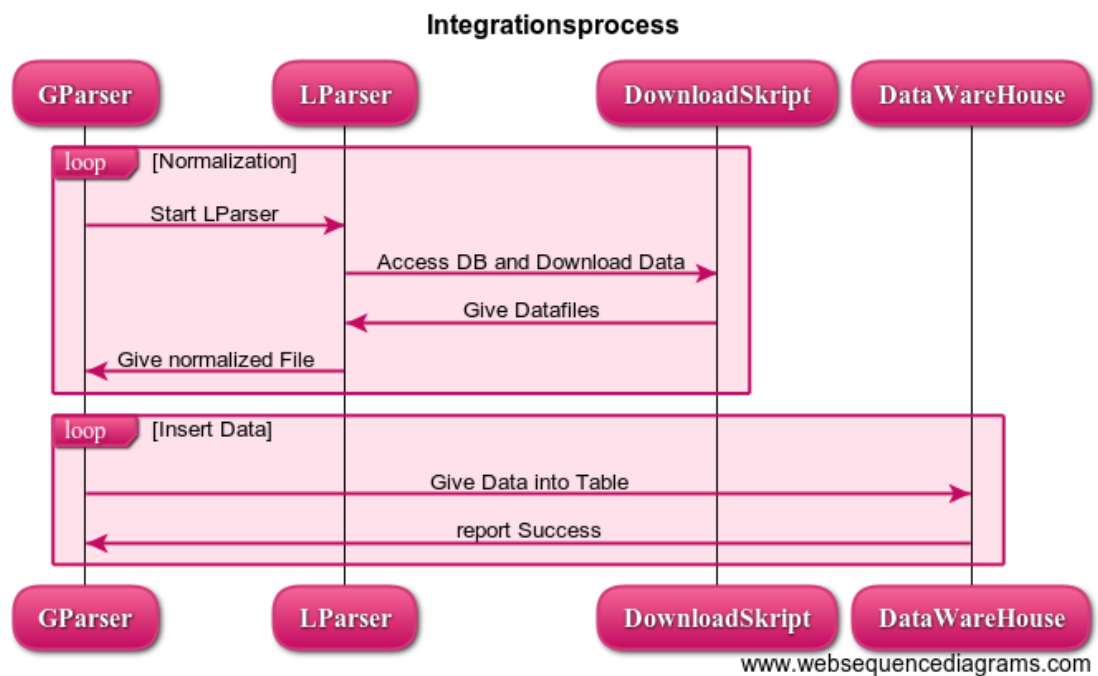 Integrationsprocess
GParser
LParser
DownloadSkript
DataWareHouse
loop
[Normalization]
Start LParser
Access DB and Download Data
Give Datafiles
Give normalized File
loop
[Insert Data]
Give Data into Table
report Success
GParser
LParser
DownloadSkript
DataWareHouse
www.websequencediagrams.com